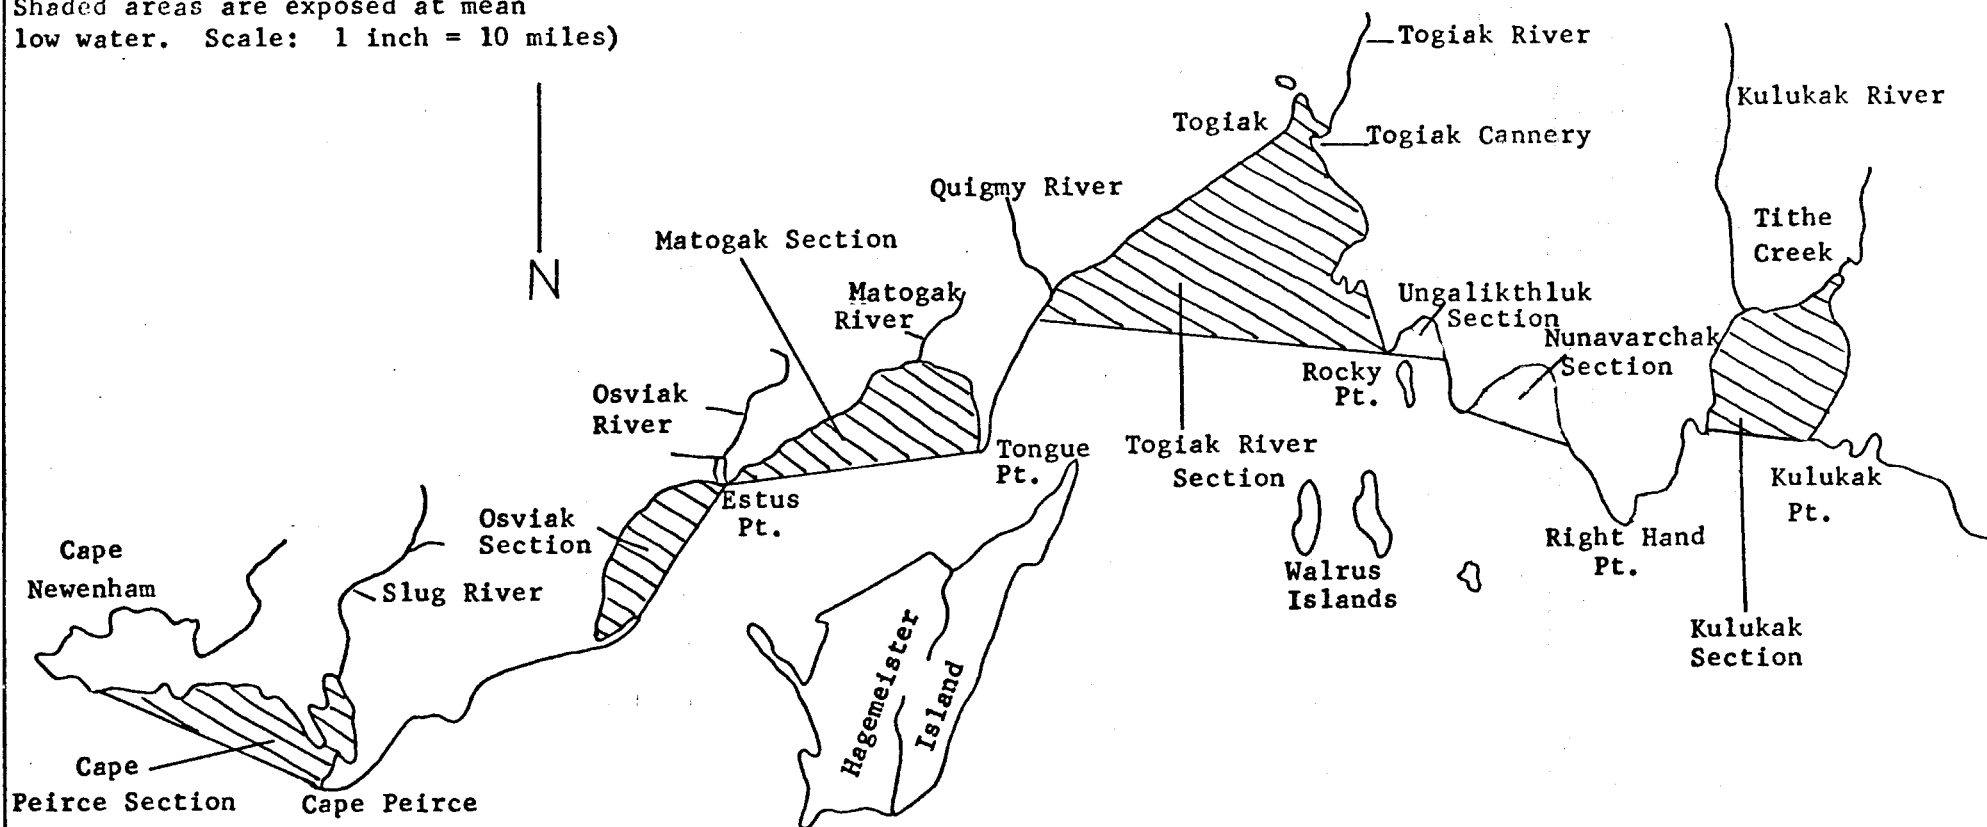 Shaded areas are exposed at mean
low water. Scale: 1 inch = 10 miles)
Togiak River
Kulukak River
Togiak
Togiak Cannery
Quigmy River
Tithe
Creek
Matogak Section
Matogak
River
Ungalikthluk
Section
Nunavarchak
Section
N
Rocky
Pt.
Osviak
River
Togiak River
Section
Tongue
Pt.
Estus
Pt.
Kulukak
Pt.
Osviak
Section
Right Hand
Pt.
Cape
Newenham
Slug River
Walrus
Islands
Kulukak
Section
Hagemeister
Island
Cape
Peirce Section
Cape Peirce